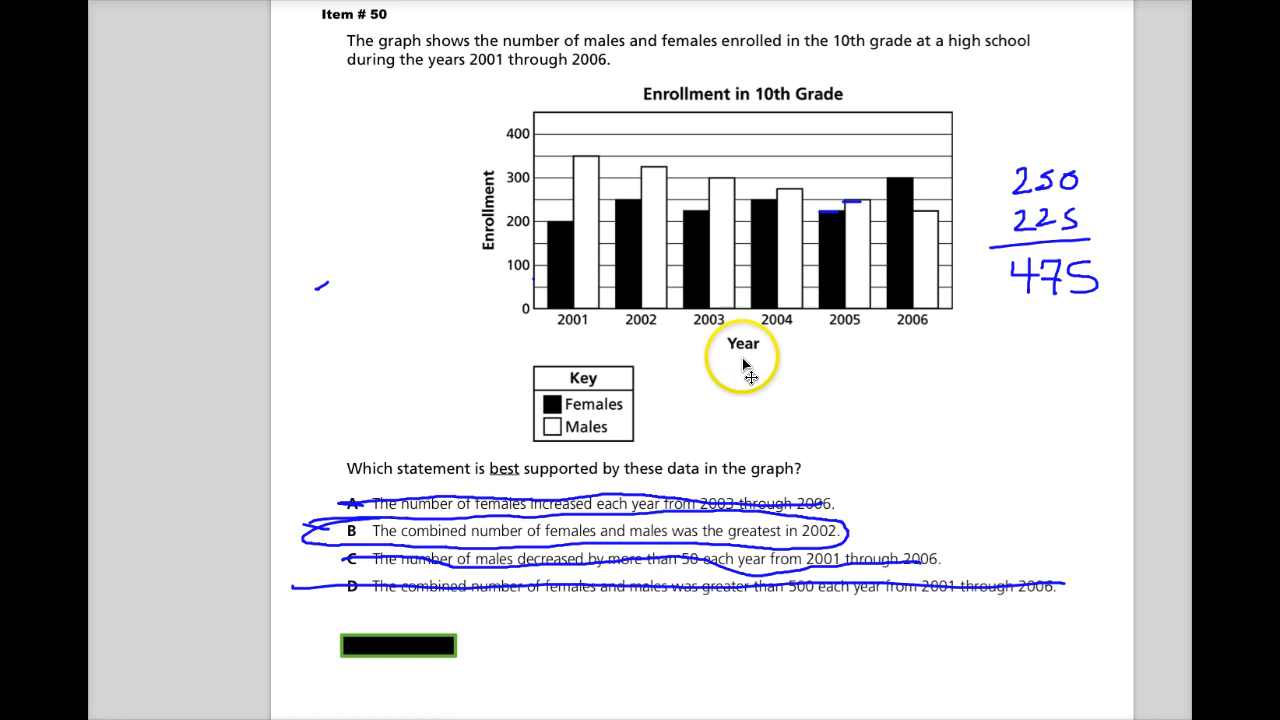 Item # 50
The graph shows the number of males and females enrolled in the 10th grade at a high school
during the years 2001 through 2006.
Enrollment in 10th Grade
Enrollment
400
300
200
100
0
2001 2002 2003 2004 2005 2006
Year
250
225
475
Key
Females
Males
Which statement is best supported by these data in the graph?
A The number of females increased each year from 2003 through 2006.
B The combined number of females and males was the greatest in 2002.
C The number of males decreased by more than 50 each year from 2001 through 2006.
D The combined number of females and males was greater than 500 each year from 2001 through 2006.